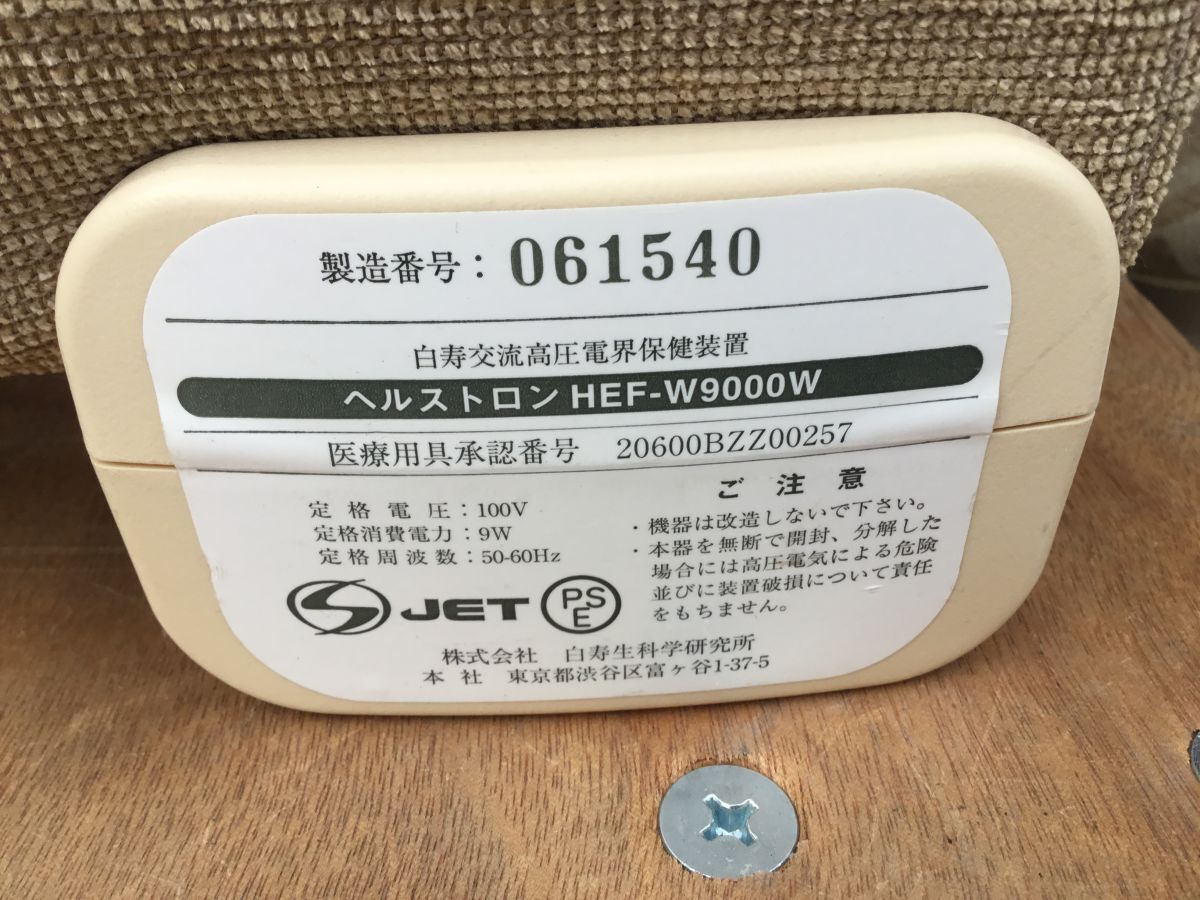 製造番号：061540
白寿交流高圧電界保健装置
ヘルストロン HEF-W9000W
医療用具承認番号 20600BZZ00257
定格電圧：100V
定格消費電力：9W
定格周波数：50-60Hz
ご注意
・機器は改造しないで下さい。
・本器を無断で開封、分解した
場合には高圧電気による危険
並びに装置破損について責任
をもちません。
S JET PSE
株式会社 白寿生科学研究所
本社 東京都渋谷区富ヶ谷1-37-5